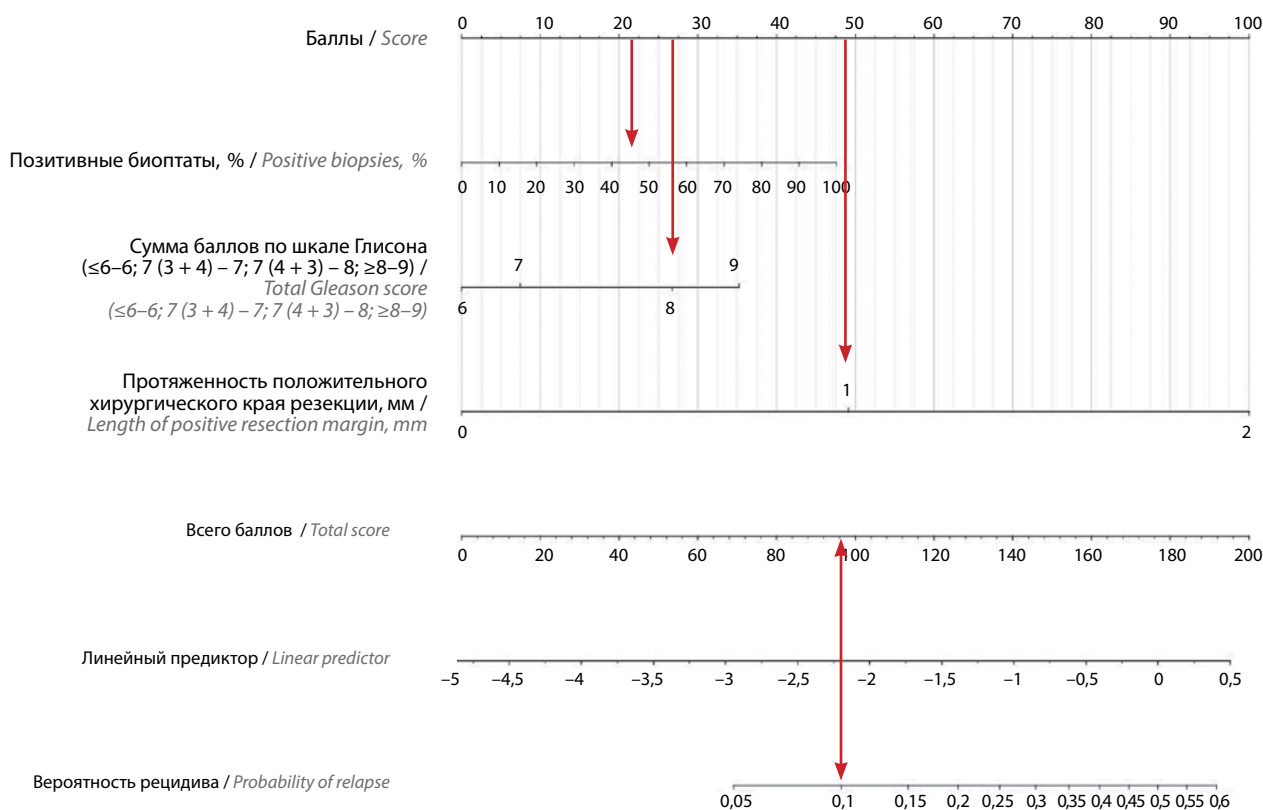 0 10 20 30 40 50 60 70 80 90 100
Баллы / Score
Позитивные биоптаты, % / Positive biopsies, %
0 10 20 30 40 50 60 70 80 90 100
Сумма баллов по шкале Глисона
(≤6–6; 7 (3 + 4) – 7; 7 (4 + 3) – 8; ≥8–9) /
Total Gleason score
(≤6–6; 7 (3 + 4) – 7; 7 (4 + 3) – 8; ≥8–9)
7 9
6 8
Протяженность положительного
хирургического края резекции, мм /
Length of positive resection margin, mm
1
0 2
Всего баллов / Total score
0 20 40 60 80 100 120 140 160 180 200
Линейный предиктор / Linear predictor
–5 –4,5 –4 –3,5 –3 –2,5 –2 –1,5 –1 –0,5 0 0,5
Вероятность рецидива / Probability of relapse
0,05 0,1 0,15 0,2 0,25 0,3 0,35 0,4 0,45 0,5 0,55 0,6